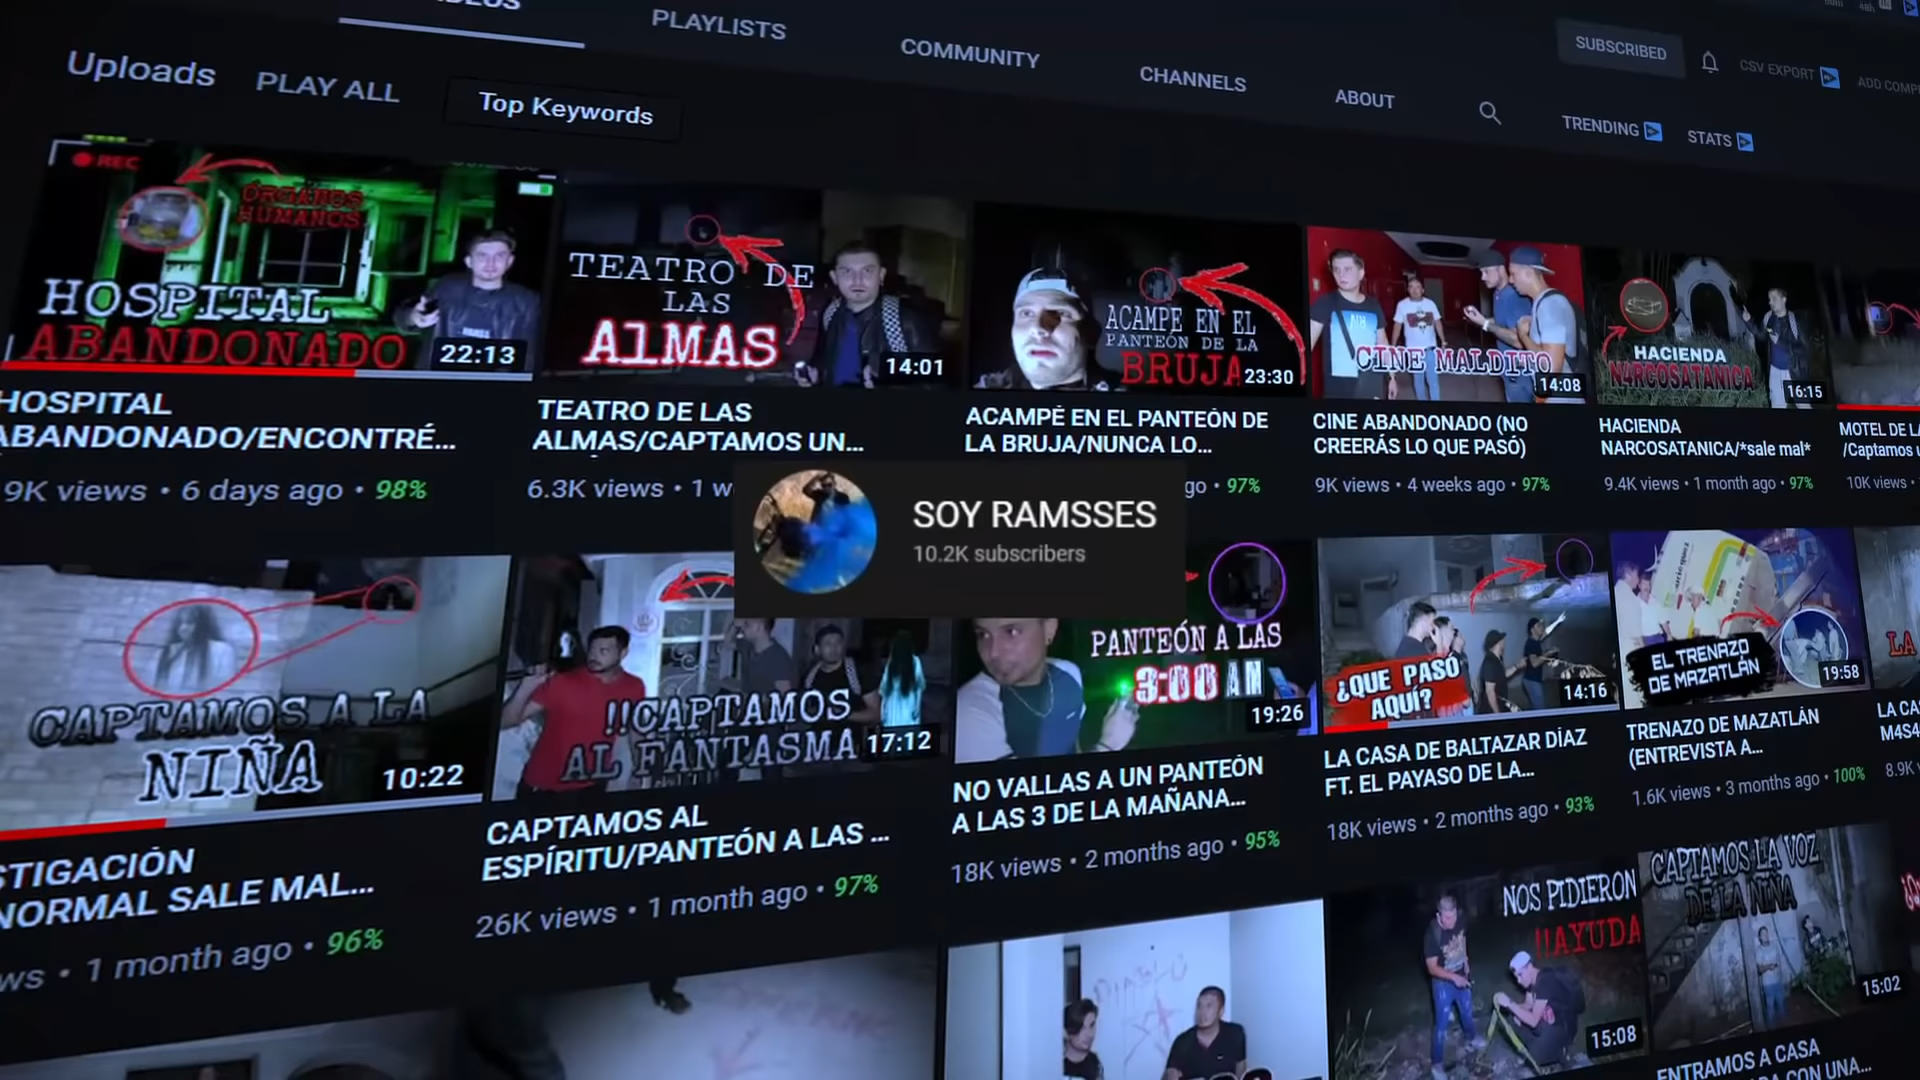 PLAYLISTS
COMMUNITY
CHANNELS
ABOUT
SUBSCRIBED
CSV EXPORT
Uploads
PLAY ALL
Top Keywords
TRENDING
STATS
REC
ÓRGANOS
HUMANOS
HOSPITAL
ABANDONADO
22:13
TEATRO DE
LAS
A1MAS
14:01
ACAMPE EN EL
PANTEÓN DE LA
BRUJA
23:30
CINE MALDITO
14:08
HACIENDA
N4RCOSATANICA
16:15
HOSPITAL
ABANDONADO/ENCONTRÉ...
9K views • 6 days ago • 98%
TEATRO DE LAS
ALMAS/CAPTAMOS UN...
6.3K views • 1 w
ACAMPÉ EN EL PANTEÓN DE
LA BRUJA/NUNCA LO...
go • 97%
CINE ABANDONADO (NO
CREERÁS LO QUE PASÓ)
9K views • 4 weeks ago • 97%
HACIENDA
NARCOSATANICA/*sale mal*
9.4K views • 1 month ago • 97%
MOTEL DE L
/Captamos
10K views •
SOY RAMSSES
10.2K subscribers
CAPTAMOS A LA
NIÑA
10:22
!!CAPTAMOS
AL FANTASMA
17:12
PANTEÓN A LAS
3:00 AM
19:26
¿QUE PASÓ
AQUÍ?
14:16
EL TRENAZO
DE MAZATLÁN
19:58
LA
STIGACIÓN
NORMAL SALE MAL...
ws • 1 month ago • 96%
CAPTAMOS AL
ESPÍRITU/PANTEÓN A LAS ...
26K views • 1 month ago • 97%
NO VALLAS A UN PANTEÓN
A LAS 3 DE LA MAÑANA...
18K views • 2 months ago • 95%
LA CASA DE BALTAZAR DÍAZ
FT. EL PAYASO DE LA...
18K views • 2 months ago • 93%
TRENAZO DE MAZATLÁN
(ENTREVISTA A...
1.6K views • 3 months ago • 100%
LA CA
M4S4
8.9K
DIABLO
NOS PIDIERON
!!AYUDA
15:08
CAPTAMOS LA VOZ
DE LA NIÑA
15:02
ENTRAMOS A CASA